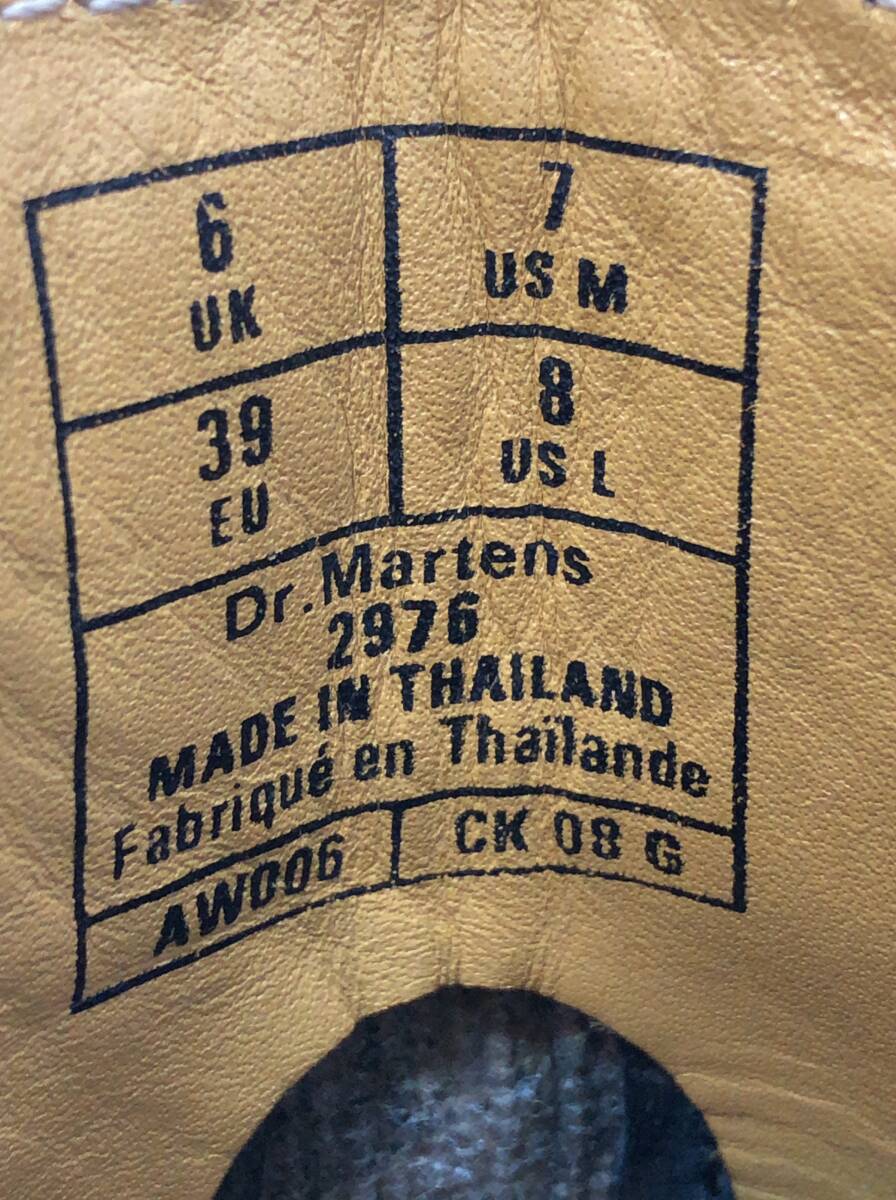 6
UK
7
US M
39
EU
8
US L
Dr. Martens
2976
MADE IN THAILAND
Fabriqué en Thaïlande
AW006
CK 08 G